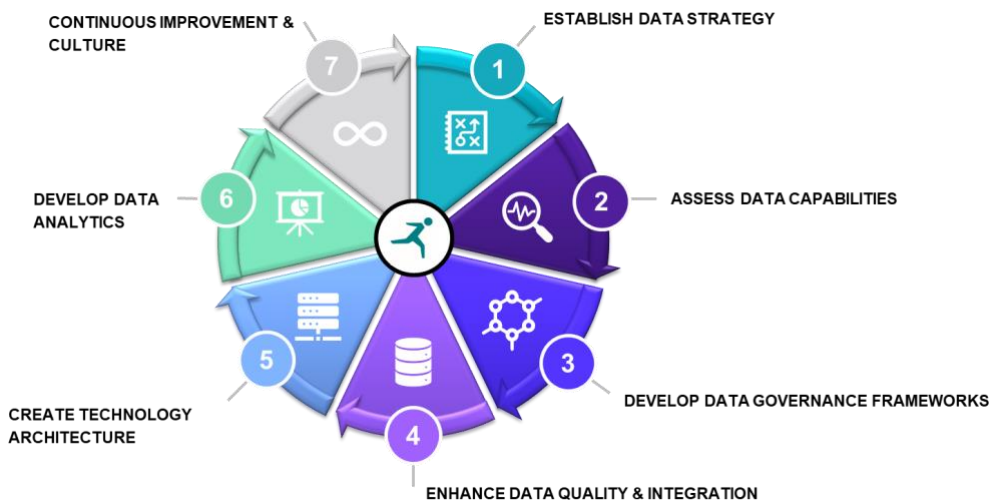 1
ESTABLISH DATA STRATEGY
2
ASSESS DATA CAPABILITIES
3
DEVELOP DATA GOVERNANCE FRAMEWORKS
4
ENHANCE DATA QUALITY & INTEGRATION
5
CREATE TECHNOLOGY
ARCHITECTURE
6
DEVELOP DATA
ANALYTICS
7
CONTINUOUS IMPROVEMENT &
CULTURE